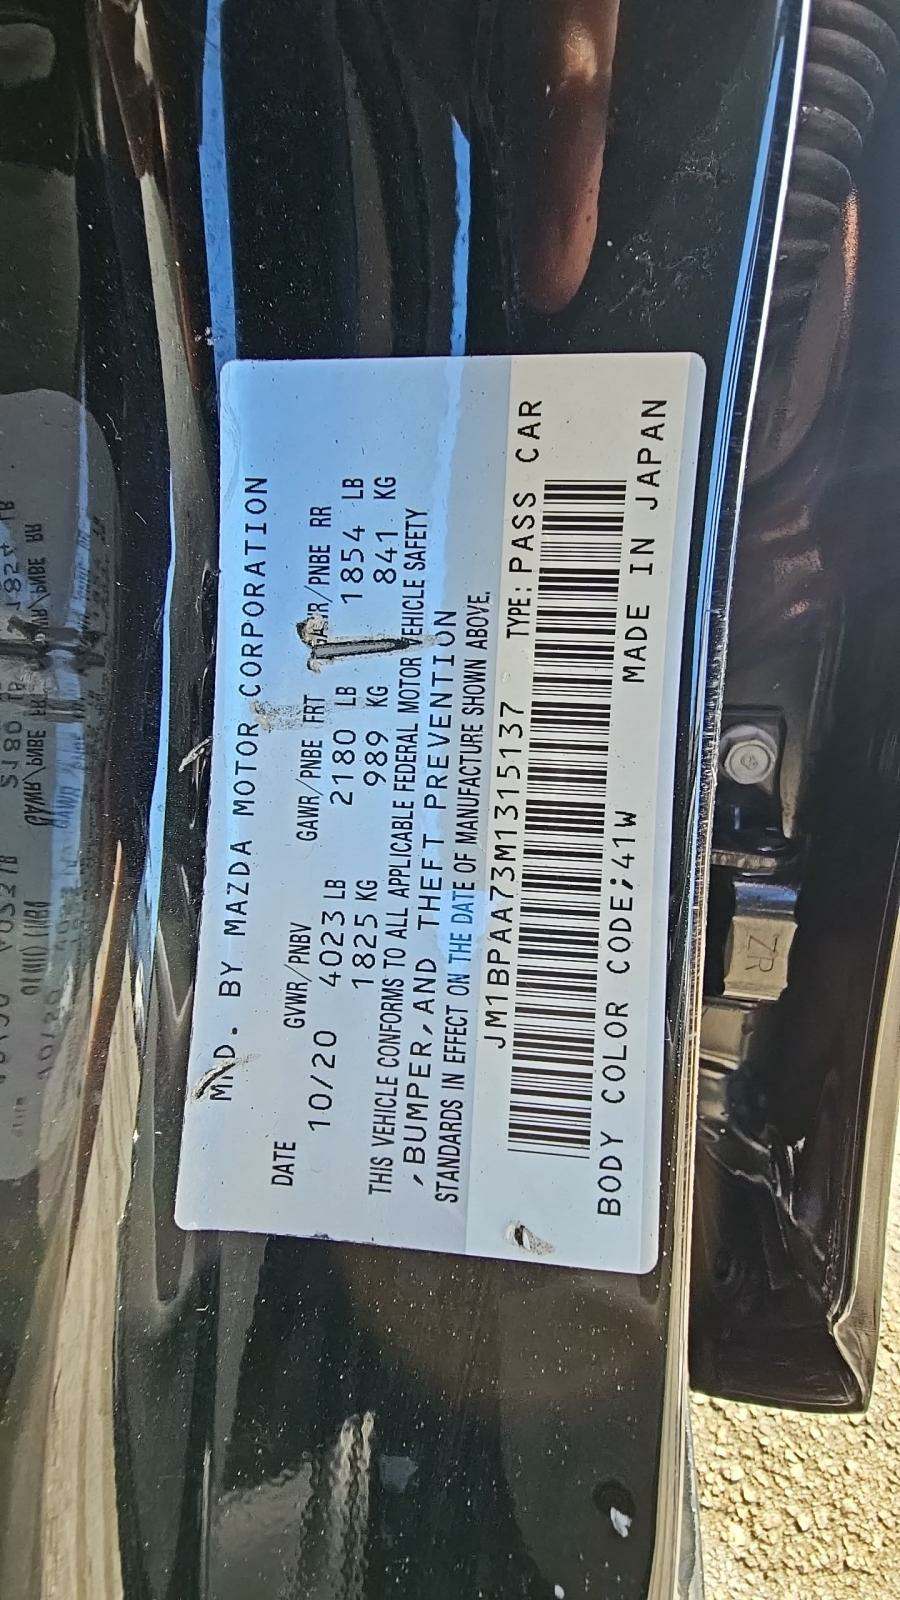 MFD. BY MAZDA MOTOR CORPORATION
DATE GVWR/PNBV GAWR/PNBE FRT GAWR/PNBE RR
10/20 4023 LB 2180 LB 1854 LB
1825 KG 989 KG 841 KG
THIS VEHICLE CONFORMS TO ALL APPLICABLE FEDERAL MOTOR VEHICLE SAFETY
,BUMPER,AND THEFT PREVENTION
STANDARDS IN EFFECT ON THE DATE OF MANUFACTURE SHOWN ABOVE.
JM1BPAA73M1315137 TYPE:PASS CAR
BODY COLOR CODE;41W MADE IN JAPAN
ZR